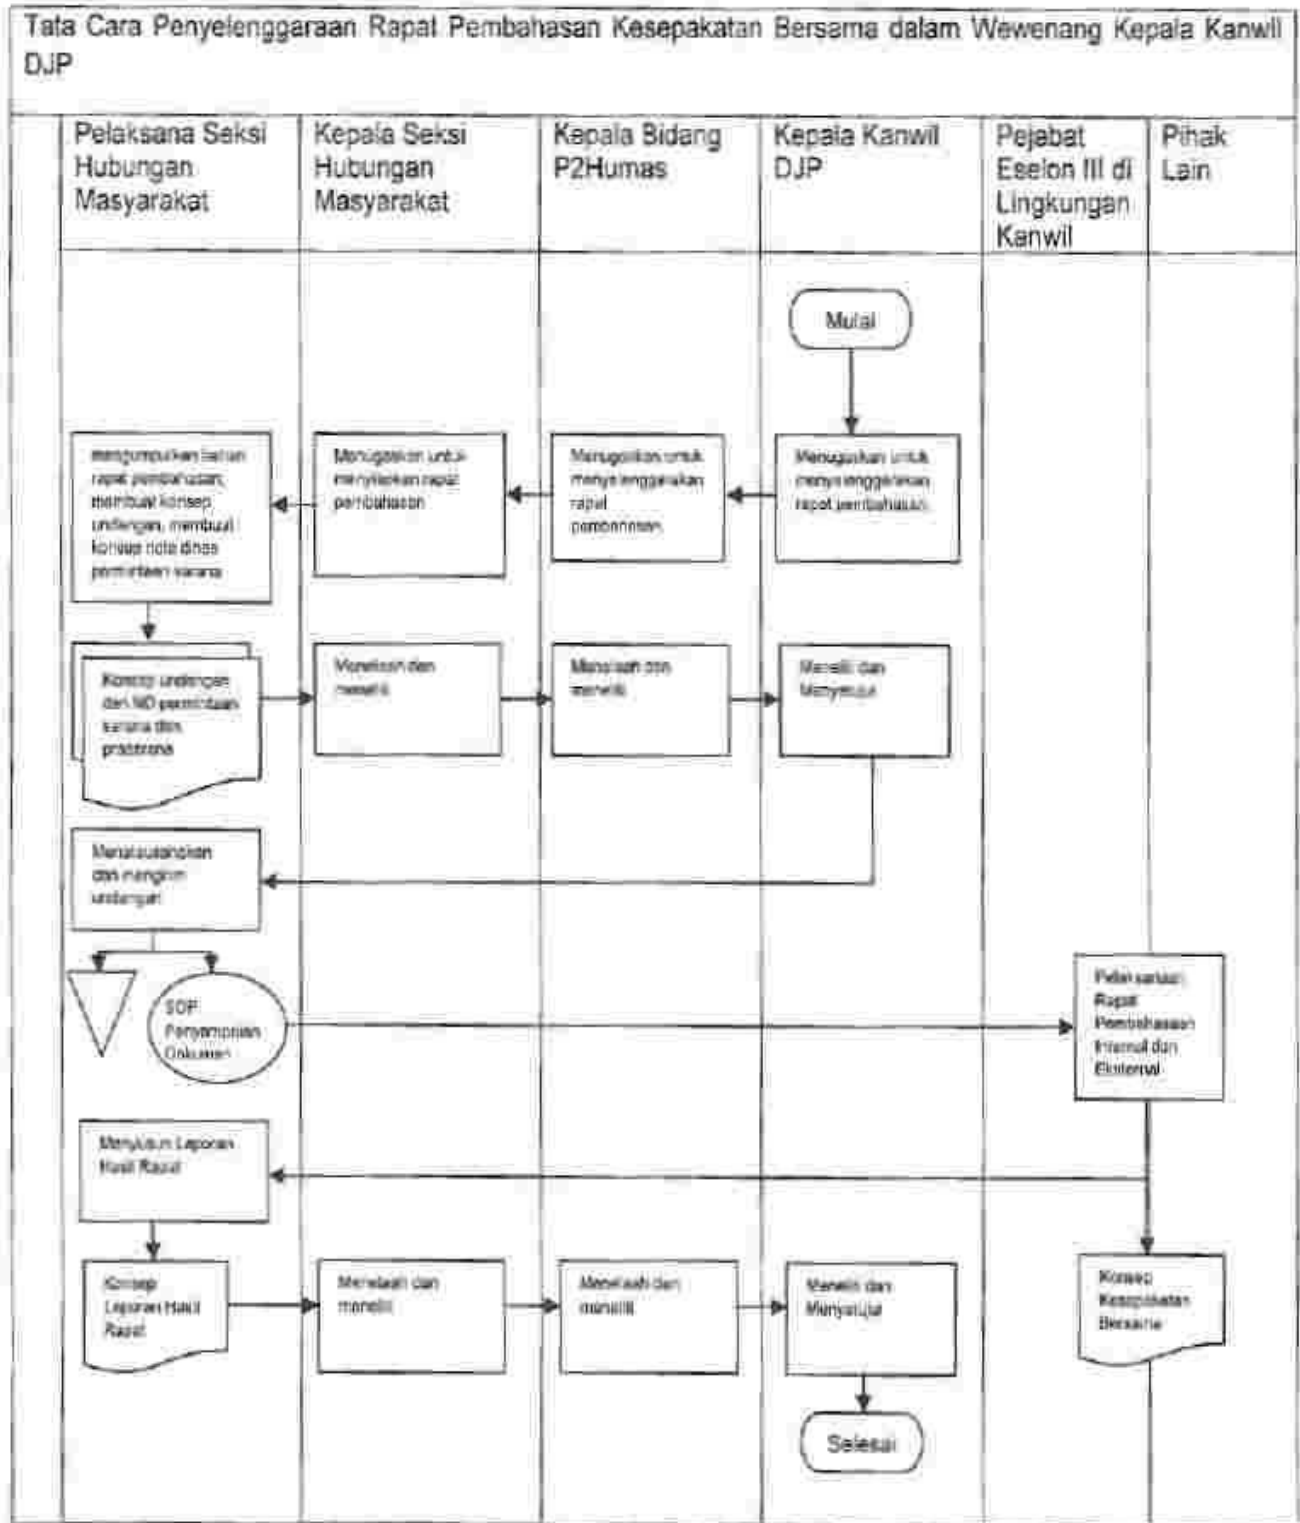 Tata Cara Penyelenggaraan Rapat Pembahasan Kesepakatan Bersama dalam Wewenang Kepala Kanwil
DJP
Pelaksana Seksi
Hubungan
Masyarakat
Kepala Seksi
Hubungan
Masyarakat
Kepala Bidang
P2Humas
Kepala Kanwil
DJP
Pejabat
Eselon III di
Lingkungan
Kanwil
Pihak
Lain
Mulai
mengumpulkan bahan
rapat pembahasan,
membuat konsep
undangan, membuat
konsep nota dinas
permintaan sarana
Menugaskan untuk
menyiapkan rapat
pembahasan
Menugaskan untuk
menyelenggarakan
rapat
pembahasan
Menugaskan untuk
menyelenggarakan
rapat pembahasan
Konsep undangan
dan ND permintaan
sarana dan
prasarana
Menelaah dan
meneliti
Menelaah dan
meneliti
Meneliti dan
Menyetujui
Menatausahakan
dan mengirim
undangan
SOP
Penyampaian
Dokumen
Pelaksanaan
Rapat
Pembahasan
Internal dan
Eksternal
Menyusun Laporan
Hasil Rapat
Konsep
Laporan Hasil
Rapat
Menelaah dan
meneliti
Menelaah dan
meneliti
Meneliti dan
Menyetujui
Konsep
Kesepakatan
Bersama
Selesai